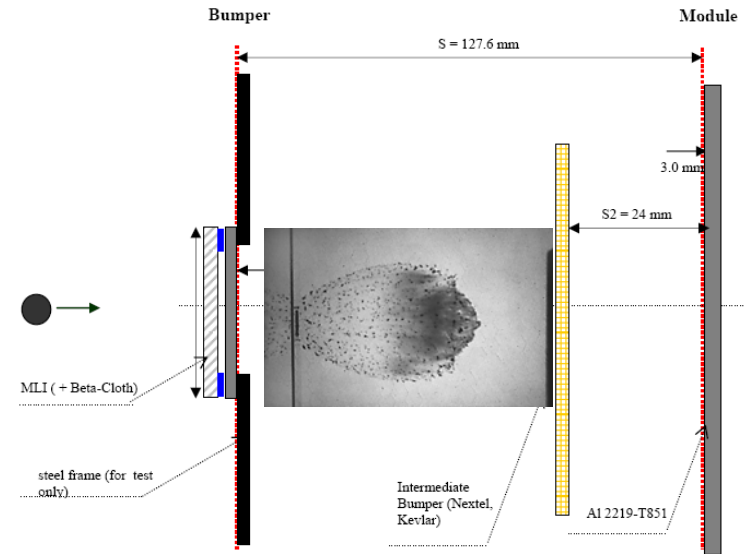 Bumper
Module
S = 127.6 mm
3.0 mm
S2 = 24 mm
MLI ( + Beta-Cloth)
steel frame (for test
only)
Intermediate
Bumper (Nextel,
Kevlar)
Al 2219-T851